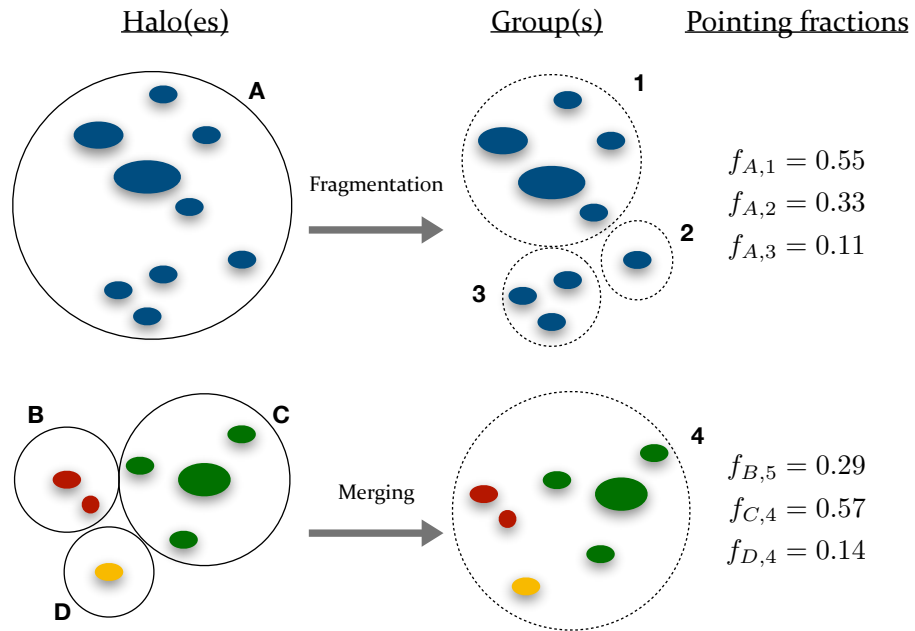 Halo(es) Group(s) Pointing fractions
A 1
Fragmentation
2
3
f_{A,1} = 0.55
f_{A,2} = 0.33
f_{A,3} = 0.11
B C 4
Merging
D
f_{B,5} = 0.29
f_{C,4} = 0.57
f_{D,4} = 0.14